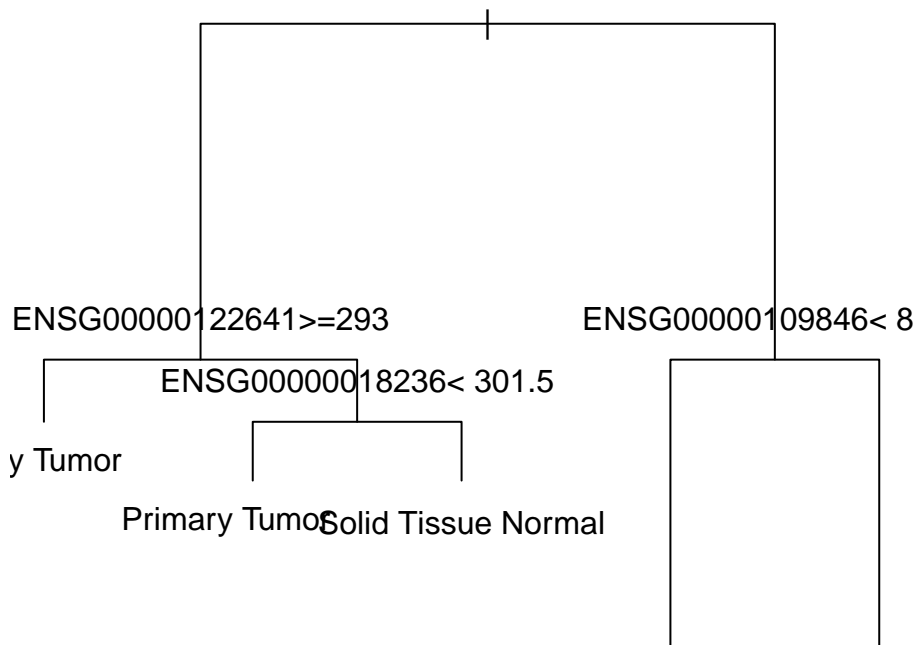 ENSG00000122641>=293
ENSG00000109846< 8
ENSG00000018236< 301.5
y Tumor
Primary Tumor
Solid Tissue Normal